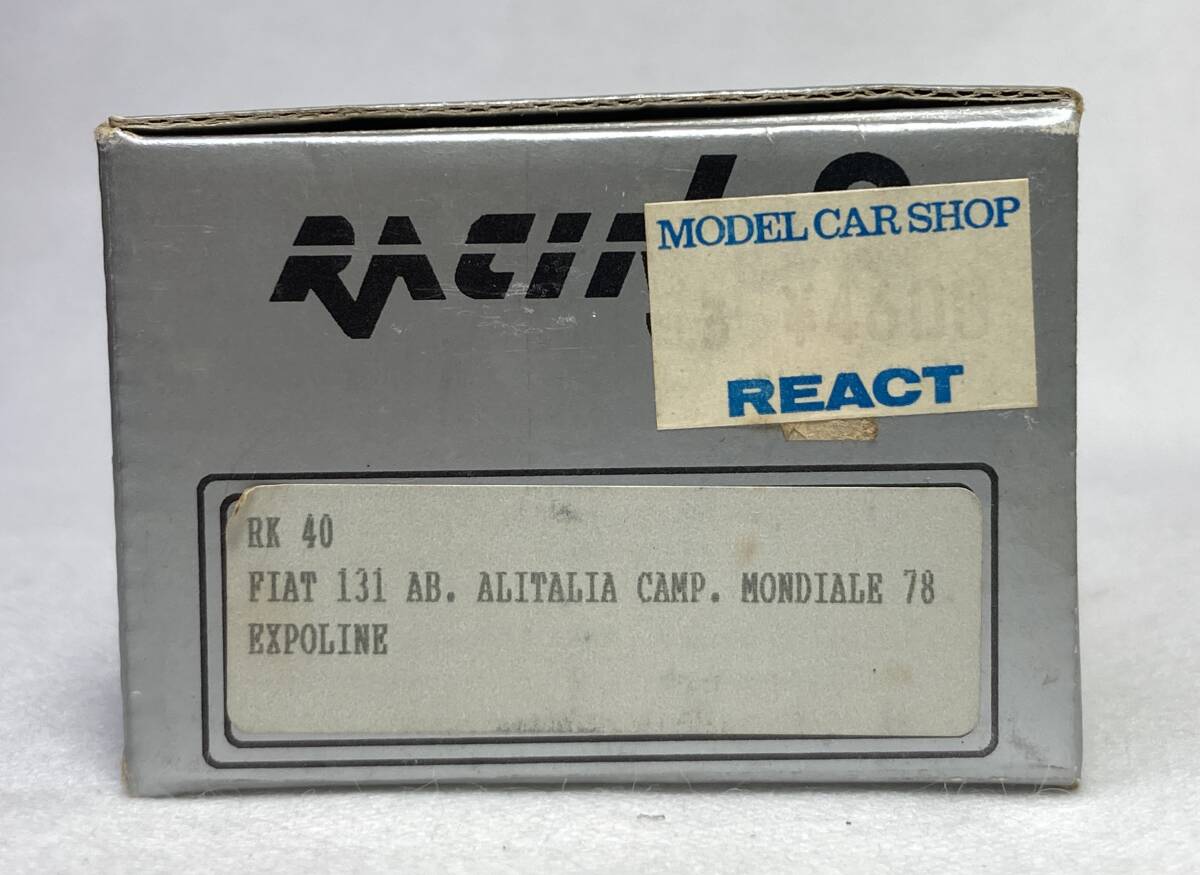 MODEL CAR SHOP
REACT
RK 40
FIAT 131 AB. ALITALIA CAMP. MONDIALE 78
EXPOLINE